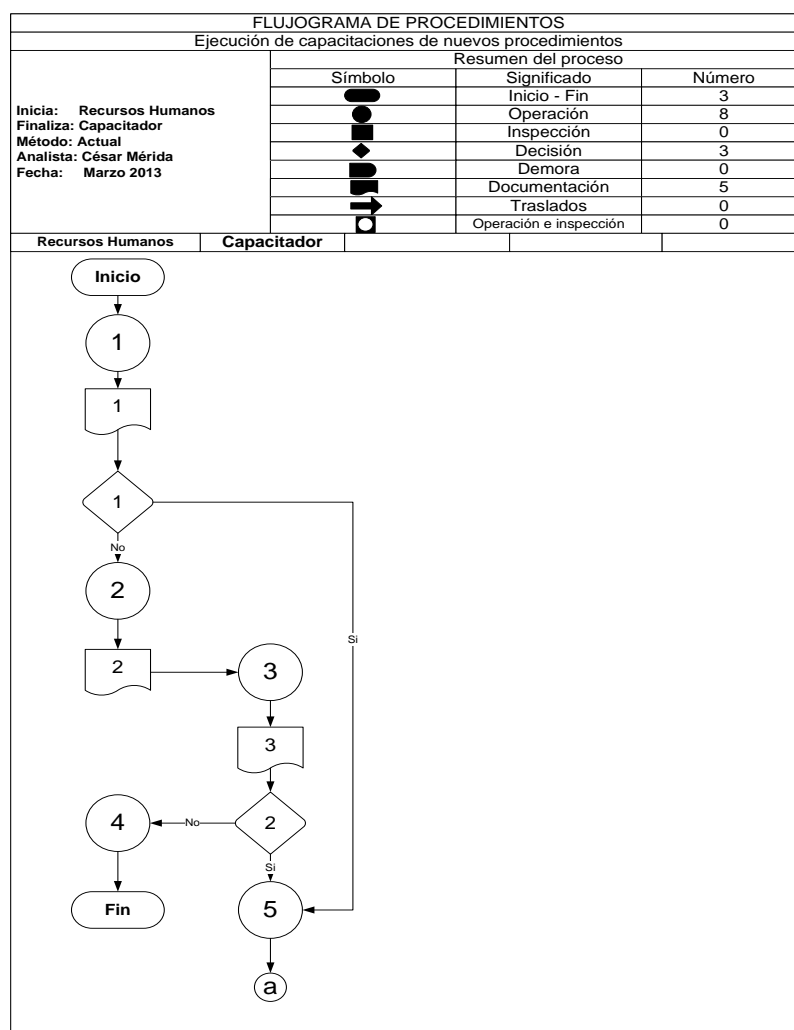 FLUJOGRAMA DE PROCEDIMIENTOS
Ejecución de capacitaciones de nuevos procedimientos
Resumen del proceso
Símbolo Significado Número
Inicio - Fin 3
Operación 8
Inspección 0
Decisión 3
Demora 0
Documentación 5
Traslados 0
Operación e inspección 0
Inicia: Recursos Humanos
Finaliza: Capacitador
Método: Actual
Analista: César Mérida
Fecha: Marzo 2013
Recursos Humanos Capacitador
Inicio
1
1
1
No
2
Si
2 3
3
4 No 2
Si
Fin 5
a